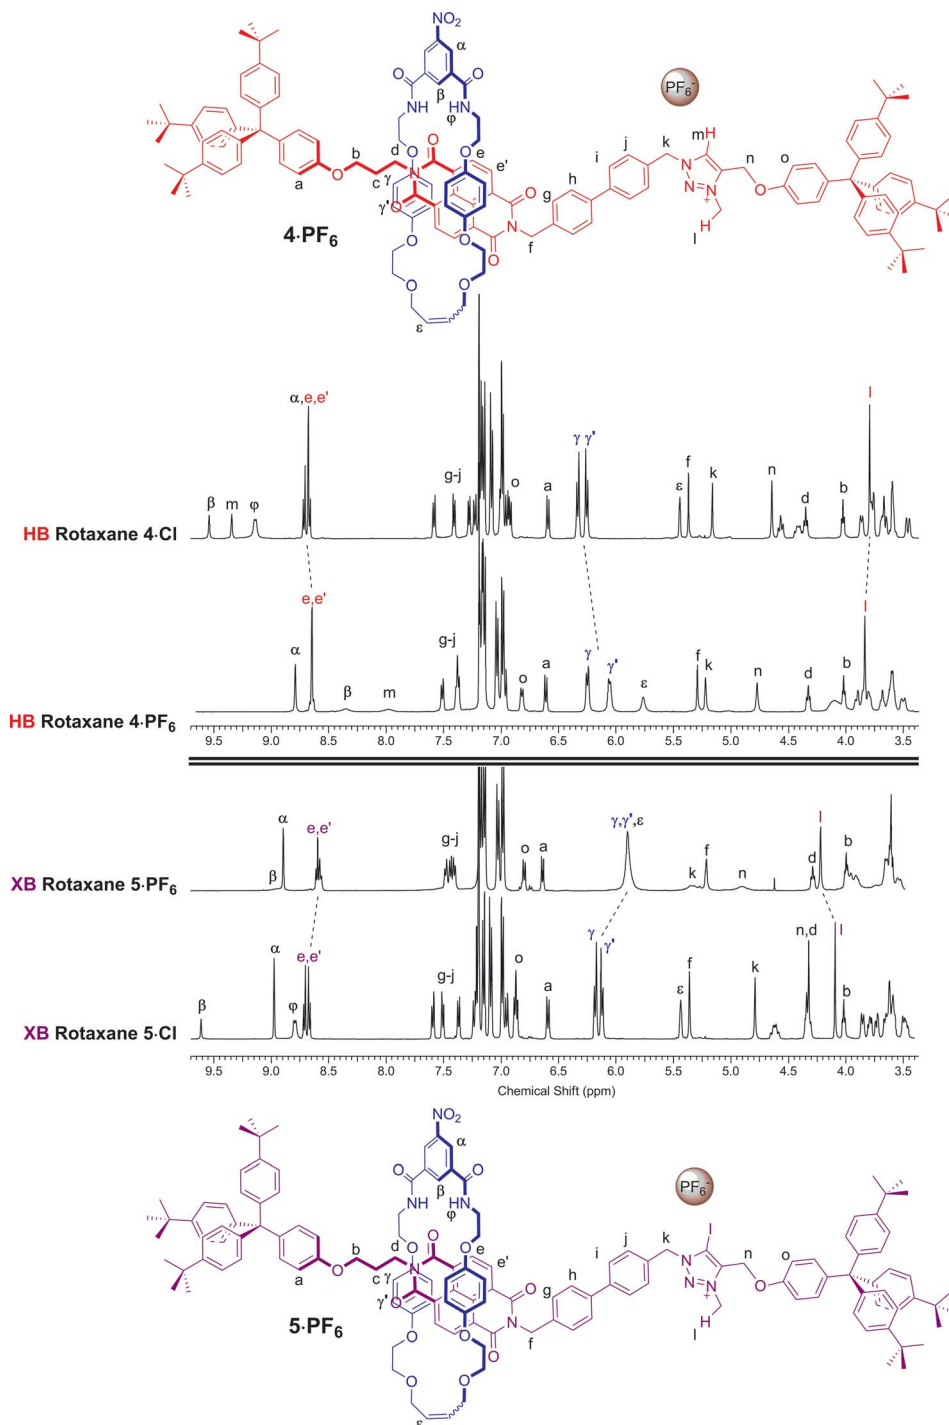 NO2
α
O
O
β
PF6-
NH
HN
φ
mH
d
O
O
b
O
O
e
e'
i
j
k
N
n
o
γ
N
O
h
N
N
+
O
a
O
c
g
γ'
O
N
f
H
O
l
4·PF6
O
O
O
O
ε
α,e,e'
l
β
m
φ
g-j
o
a
γ γ'
ε
f
k
n
d
b
HB Rotaxane 4·Cl
e,e'
α
β
m
g-j
o
a
γ
γ'
ε
f
k
n
d
b
l
HB Rotaxane 4·PF6
9.5 9.0 8.5 8.0 7.5 7.0 6.5 6.0 5.5 5.0 4.5 4.0 3.5
α
e,e'
β
g-j
o
a
γ,γ',ε
k
f
n
d
l
b
XB Rotaxane 5·PF6
α
e,e'
β
φ
g-j
o
a
γ
γ'
ε
f
k
n,d
l
b
XB Rotaxane 5·Cl
9.5 9.0 8.5 8.0 7.5 7.0 6.5 6.0 5.5 5.0 4.5 4.0 3.5
Chemical Shift (ppm)
NO2
α
O
O
β
PF6-
NH
HN
φ
I
d
O
O
b
O
O
e
e'
i
j
k
N
n
o
γ
N
O
h
N
N
+
O
a
O
c
g
γ'
O
N
f
H
O
l
5·PF6
O
O
O
O
ε